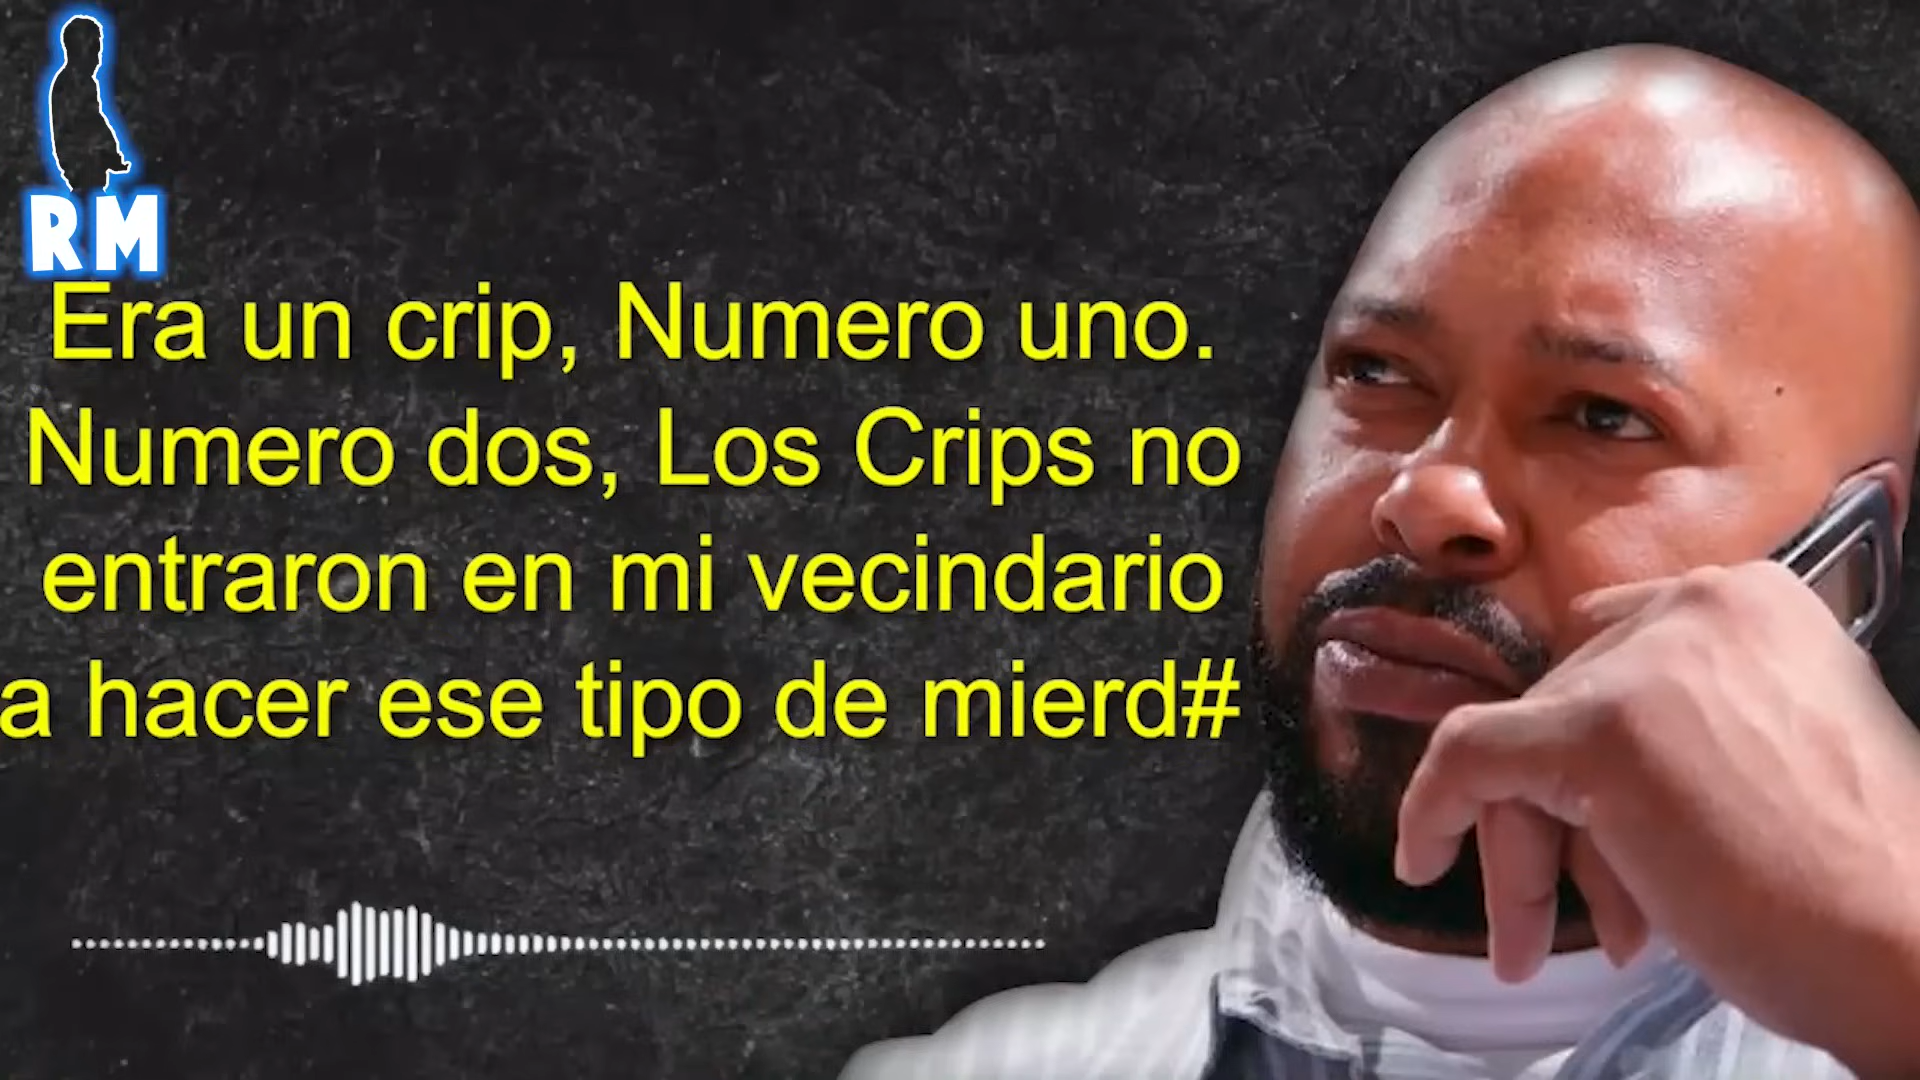 RM
Era un crip, Numero uno.
Numero dos, Los Crips no
entraron en mi vecindario
a hacer ese tipo de mierd#